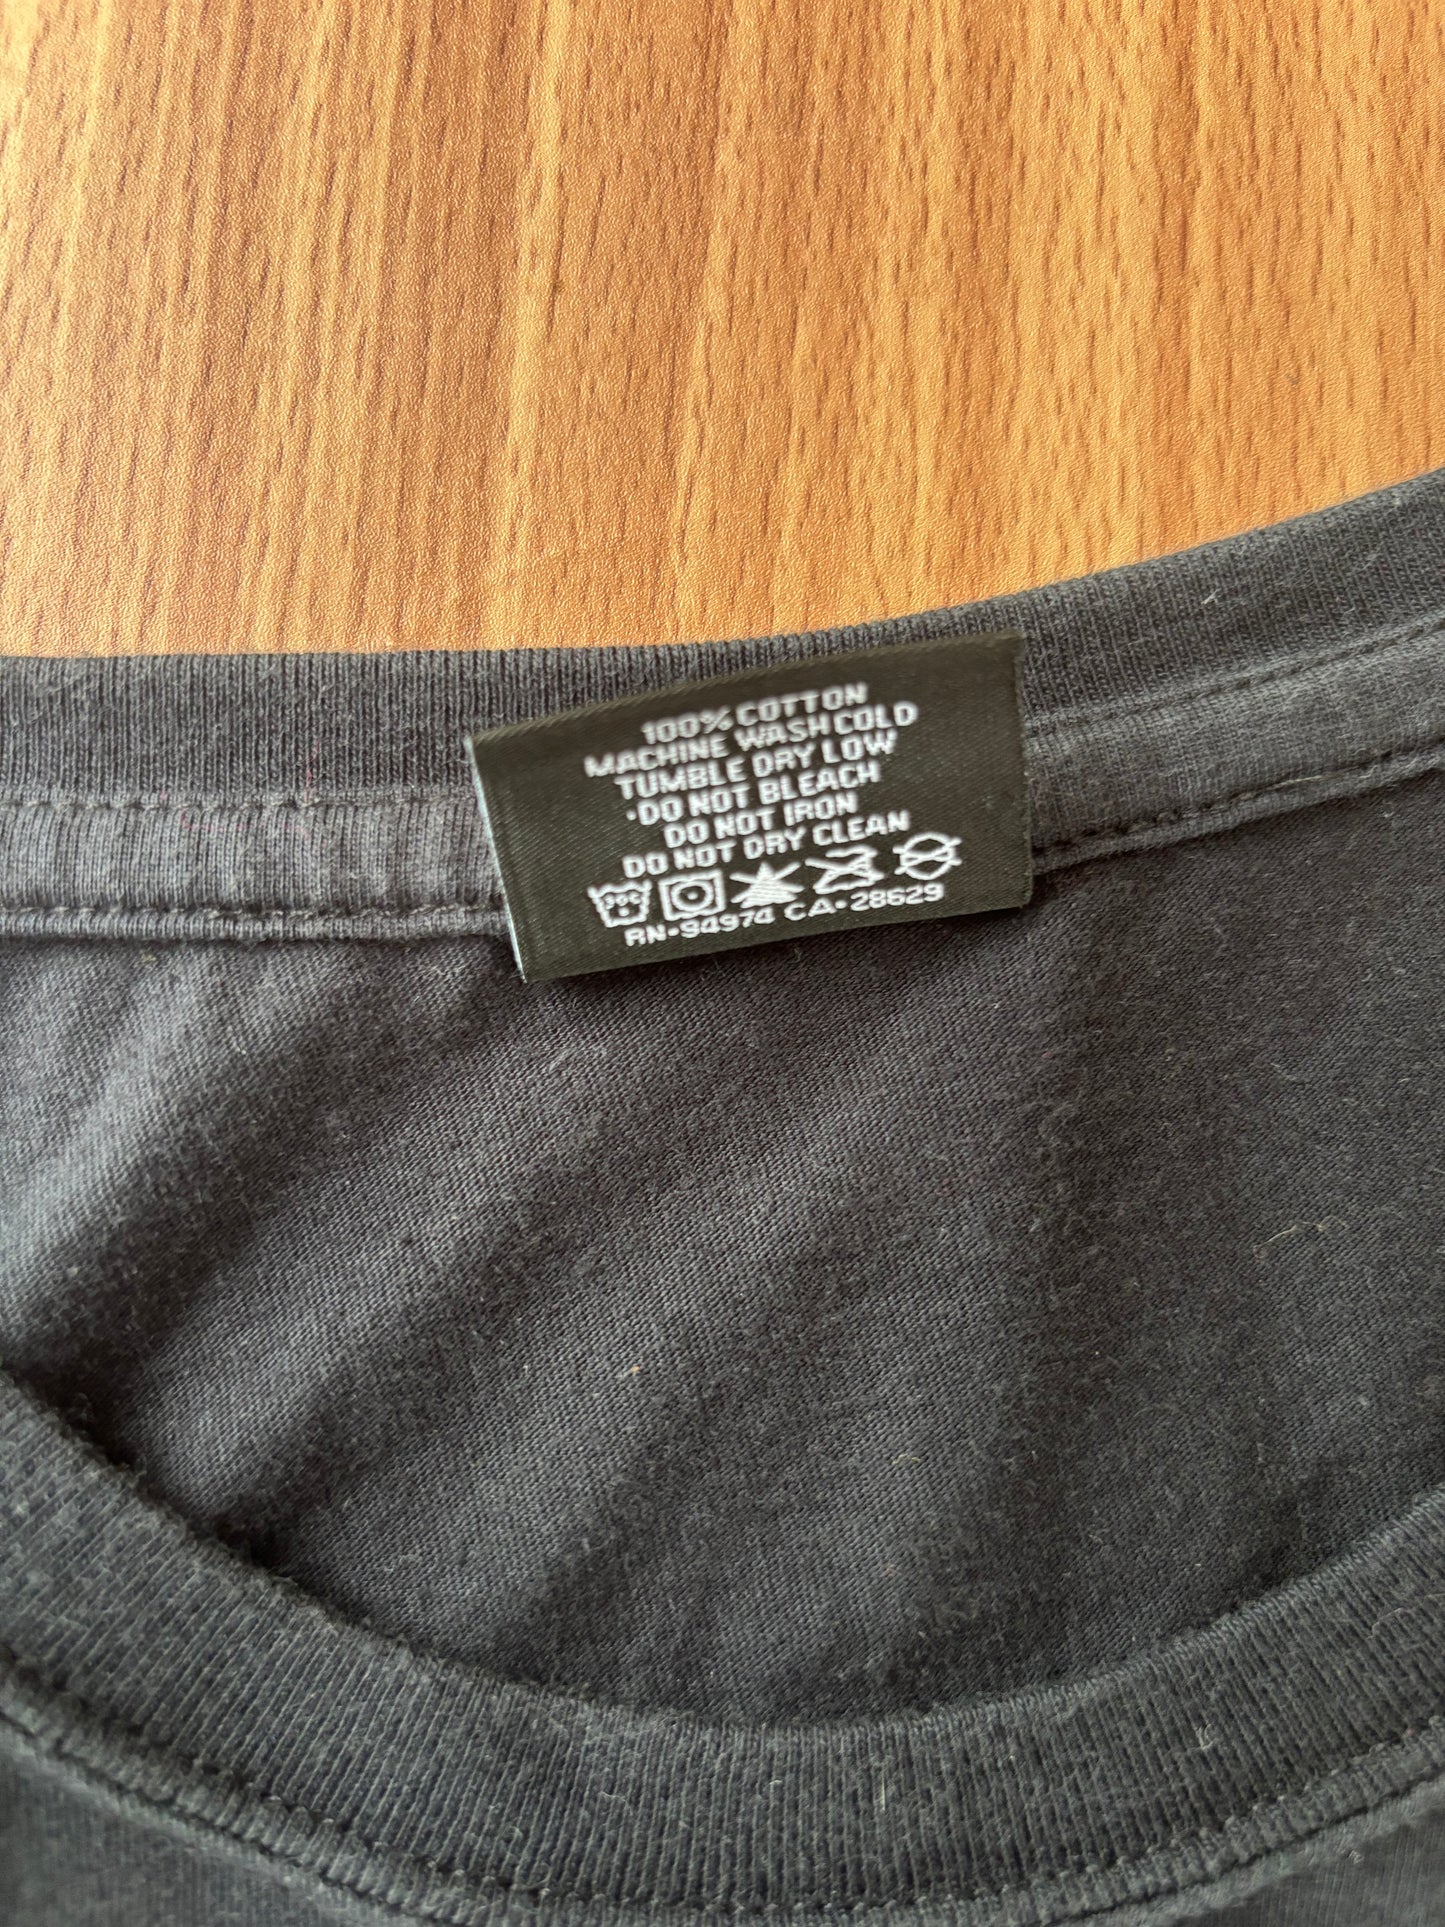 100% COTTON
MACHINE WASH COLD
TUMBLE DRY LOW
•DO NOT BLEACH
DO NOT IRON
DO NOT DRY CLEAN
30C
RN•94974 CA•28629